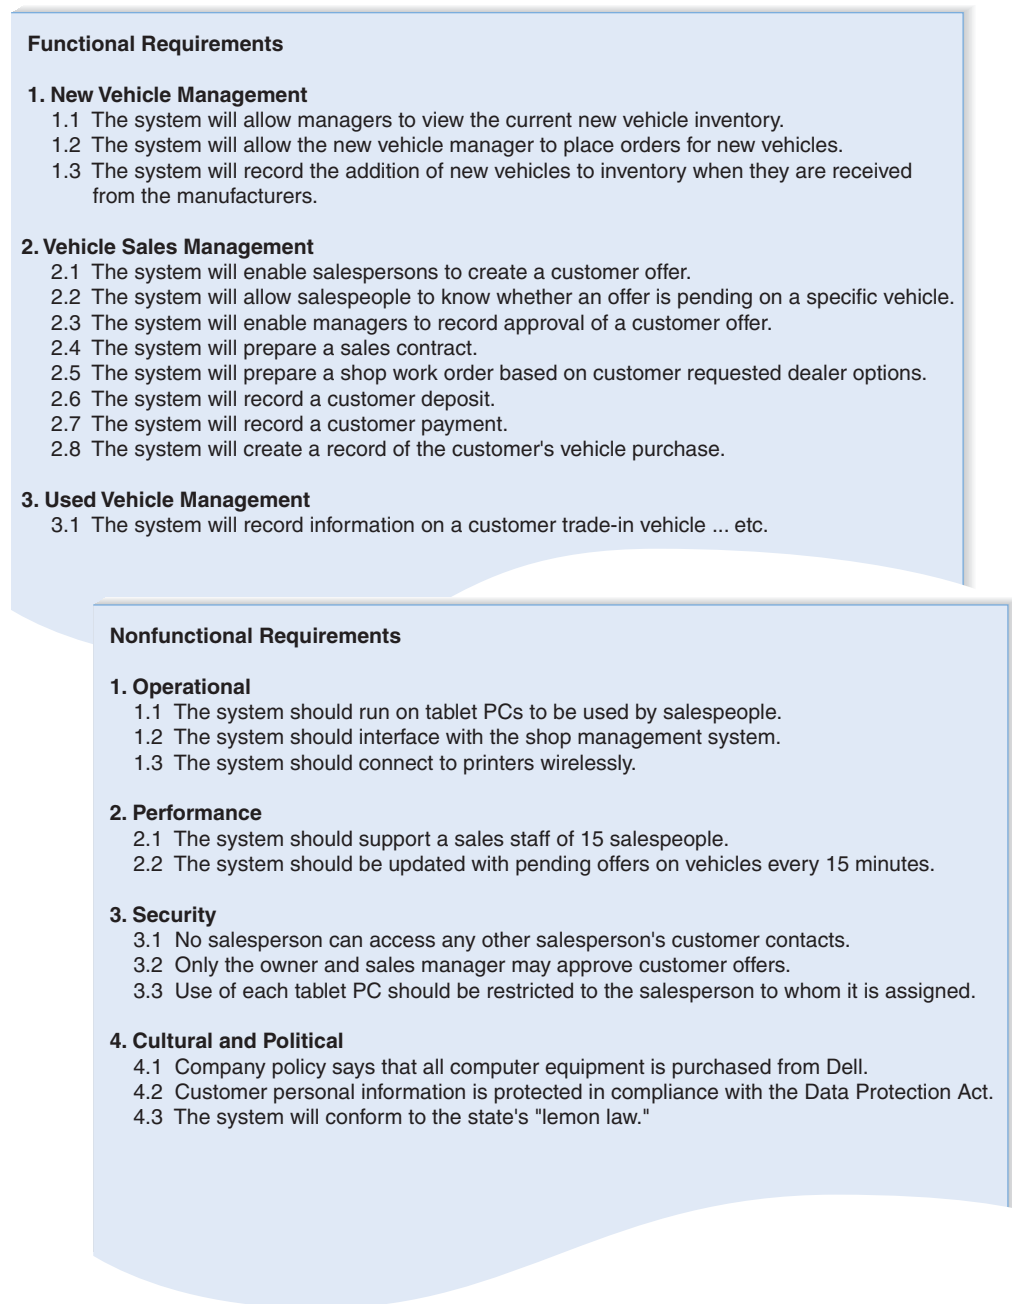 Functional Requirements
1. New Vehicle Management
1.1 The system will allow managers to view the current new vehicle inventory.
1.2 The system will allow the new vehicle manager to place orders for new vehicles.
1.3 The system will record the addition of new vehicles to inventory when they are received
from the manufacturers.
2. Vehicle Sales Management
2.1 The system will enable salespersons to create a customer offer.
2.2 The system will allow salespeople to know whether an offer is pending on a specific vehicle.
2.3 The system will enable managers to record approval of a customer offer.
2.4 The system will prepare a sales contract.
2.5 The system will prepare a shop work order based on customer requested dealer options.
2.6 The system will record a customer deposit.
2.7 The system will record a customer payment.
2.8 The system will create a record of the customer's vehicle purchase.
3. Used Vehicle Management
3.1 The system will record information on a customer trade-in vehicle ... etc.
Nonfunctional Requirements
1. Operational
1.1 The system should run on tablet PCs to be used by salespeople.
1.2 The system should interface with the shop management system.
1.3 The system should connect to printers wirelessly.
2. Performance
2.1 The system should support a sales staff of 15 salespeople.
2.2 The system should be updated with pending offers on vehicles every 15 minutes.
3. Security
3.1 No salesperson can access any other salesperson's customer contacts.
3.2 Only the owner and sales manager may approve customer offers.
3.3 Use of each tablet PC should be restricted to the salesperson to whom it is assigned.
4. Cultural and Political
4.1 Company policy says that all computer equipment is purchased from Dell.
4.2 Customer personal information is protected in compliance with the Data Protection Act.
4.3 The system will conform to the state's "lemon law."